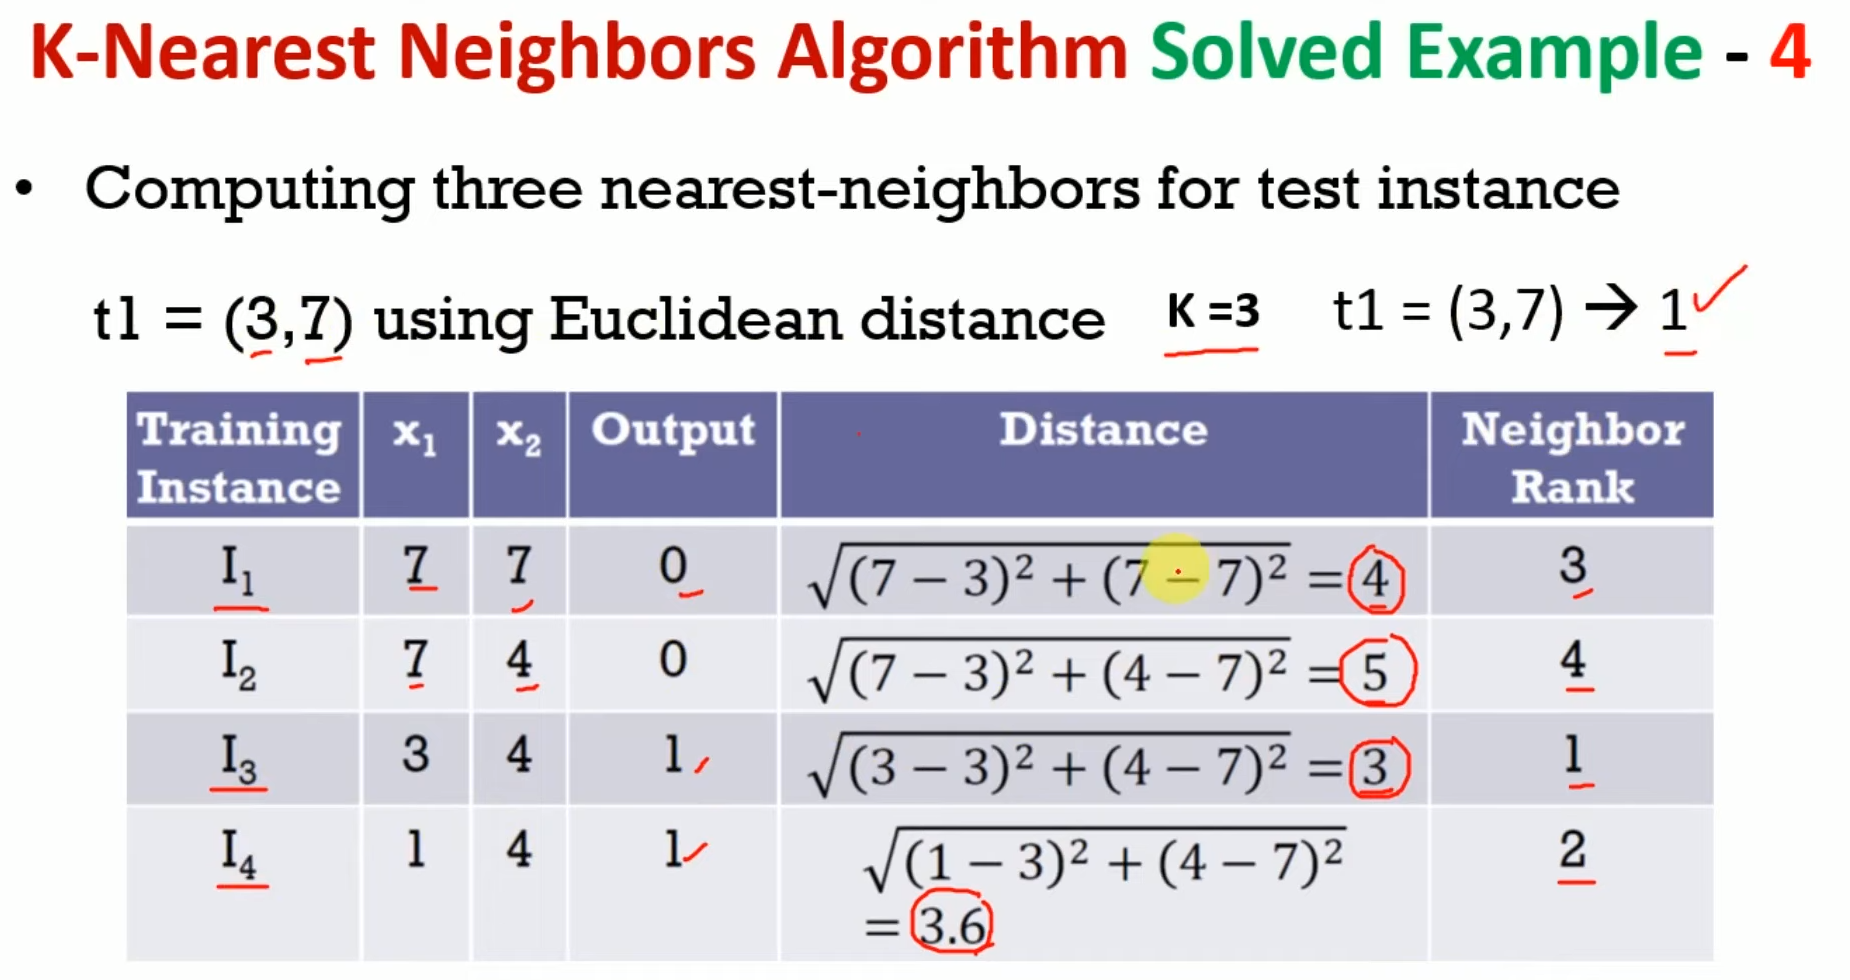 K-Nearest Neighbors Algorithm Solved Example - 4
• Computing three nearest-neighbors for test instance
t1 = (3,7) using Euclidean distance K =3 t1 = (3,7) → 1✓
Training Instance x₁ x₂ Output Distance Neighbor Rank
I₁ 7 7 0 √(7 − 3)² + (7 − 7)² = 4 3
I₂ 7 4 0 √(7 − 3)² + (4 − 7)² = 5 4
I₃ 3 4 1 √(3 − 3)² + (4 − 7)² = 3 1
I₄ 1 4 1 √(1 − 3)² + (4 − 7)² 2
= 3.6